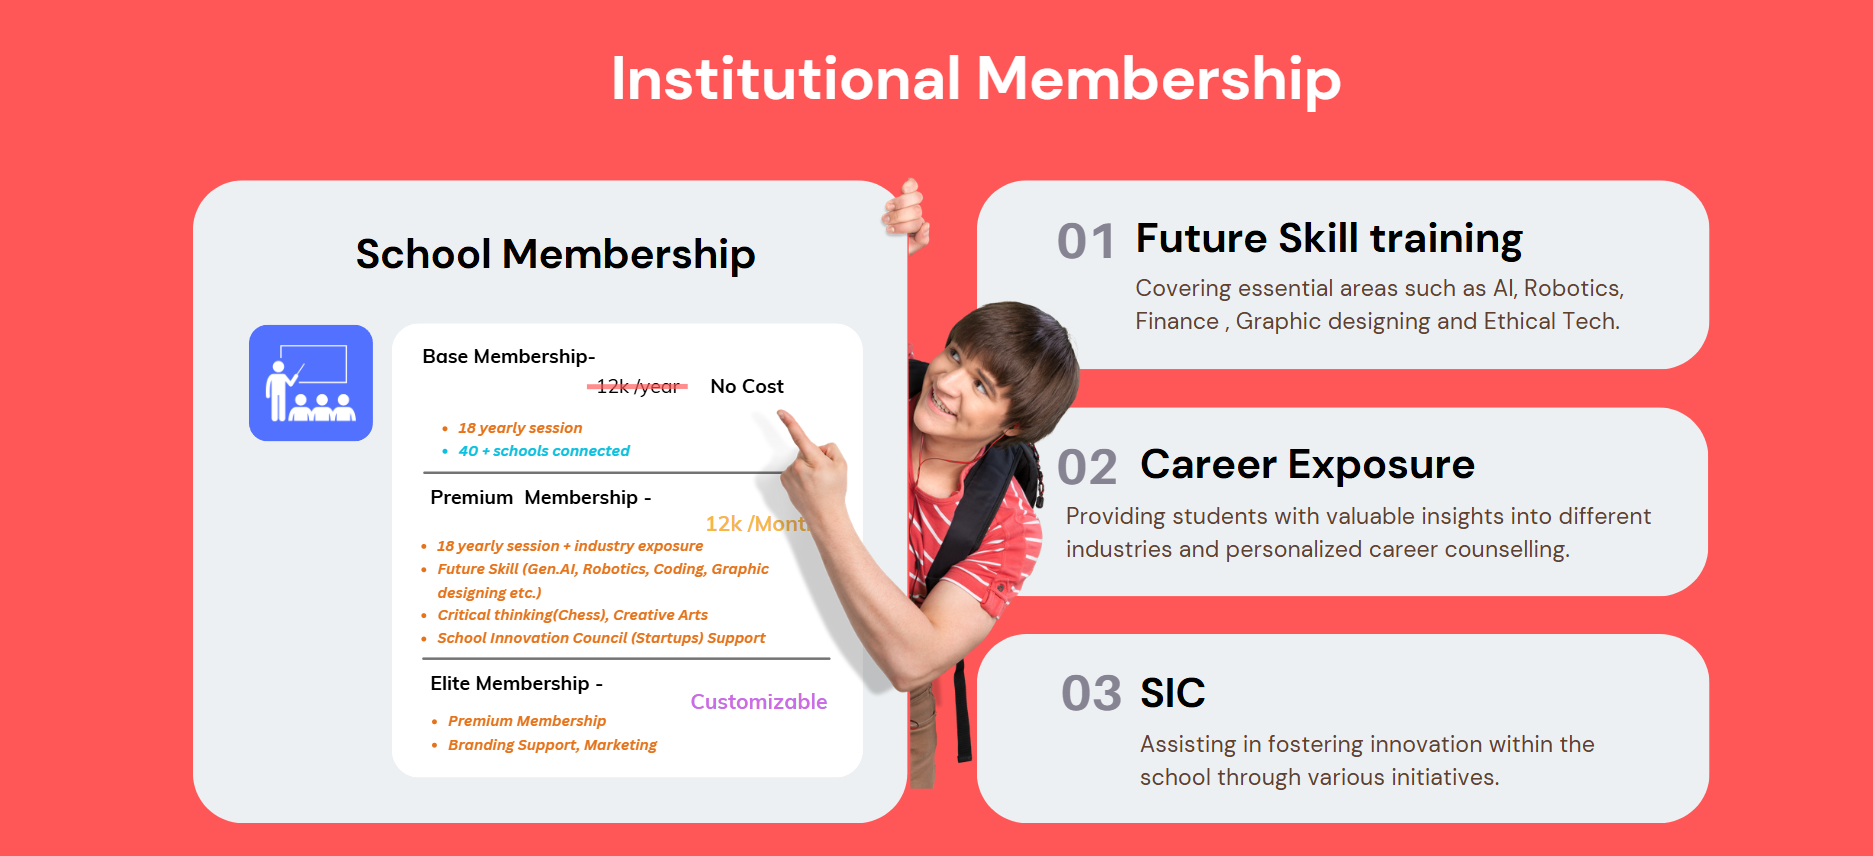 Institutional Membership
School Membership
Base Membership-
12k /year No Cost
18 yearly session
40 + schools connected
Premium Membership -
12k
18 yearly session + industry exposure
Future Skill (Gen.AI, Robotics, Coding, Graphic
designing etc.)
Critical thinking(Chess), Creative Arts
School Innovation Council (Startups) Support
Elite Membership -
Customizable
Premium Membership
Branding Support, Marketing
01 Future Skill training
Covering essential areas such as AI, Robotics,
Finance , Graphic designing and Ethical Tech.
02 Career Exposure
Providing students with valuable insights into different
industries and personalized career counselling.
03 SIC
Assisting in fostering innovation within the
school through various initiatives.